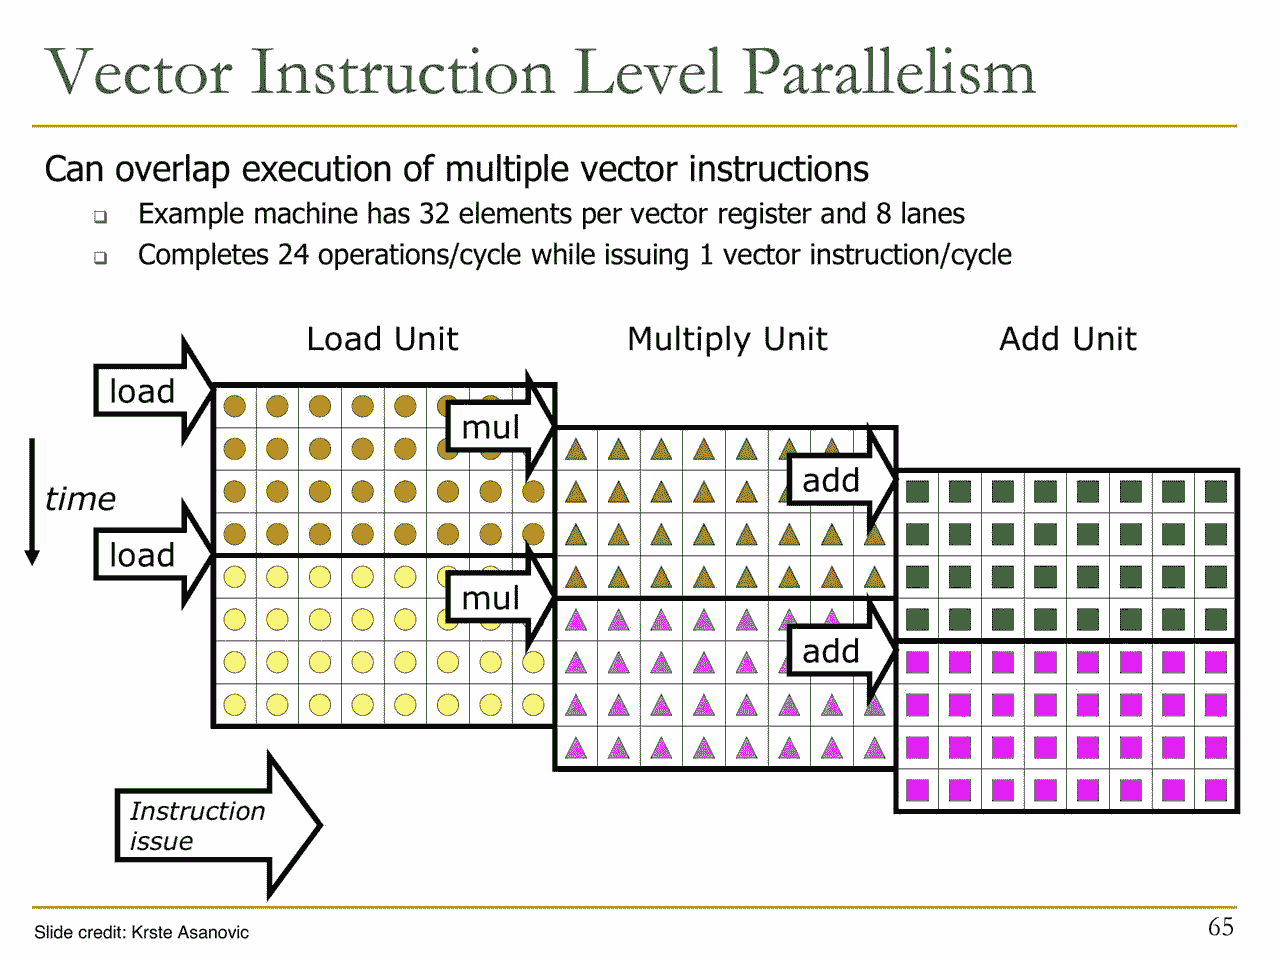 Vector Instruction Level Parallelism
Can overlap execution of multiple vector instructions
Example machine has 32 elements per vector register and 8 lanes
Completes 24 operations/cycle while issuing 1 vector instruction/cycle
Load Unit
Multiply Unit
Add Unit
load
mul
add
time
load
mul
add
Instruction
issue
Slide credit: Krste Asanovic
65